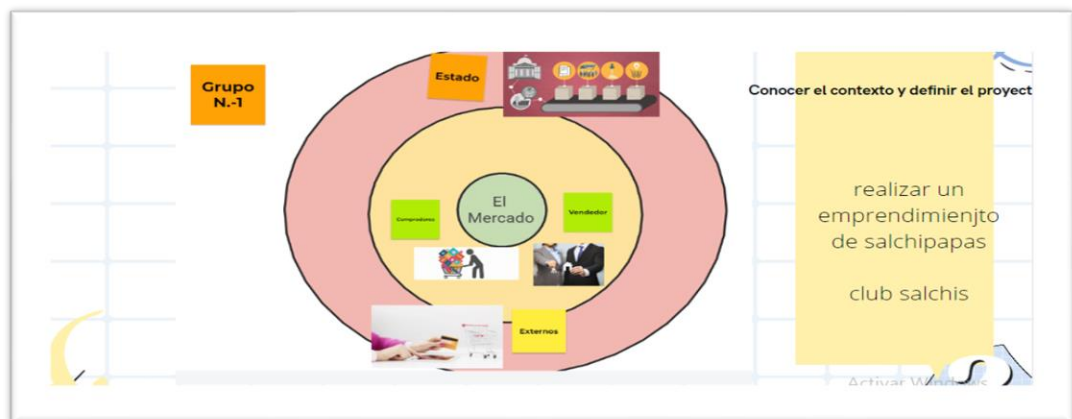 Grupo
N.-1
Estado
Conocer el contexto y definir el proyect
El
Mercado
Compradores
Vendedor
Externos
realizar un
emprendimienjto
de salchipapas
club salchis
Activar Windows